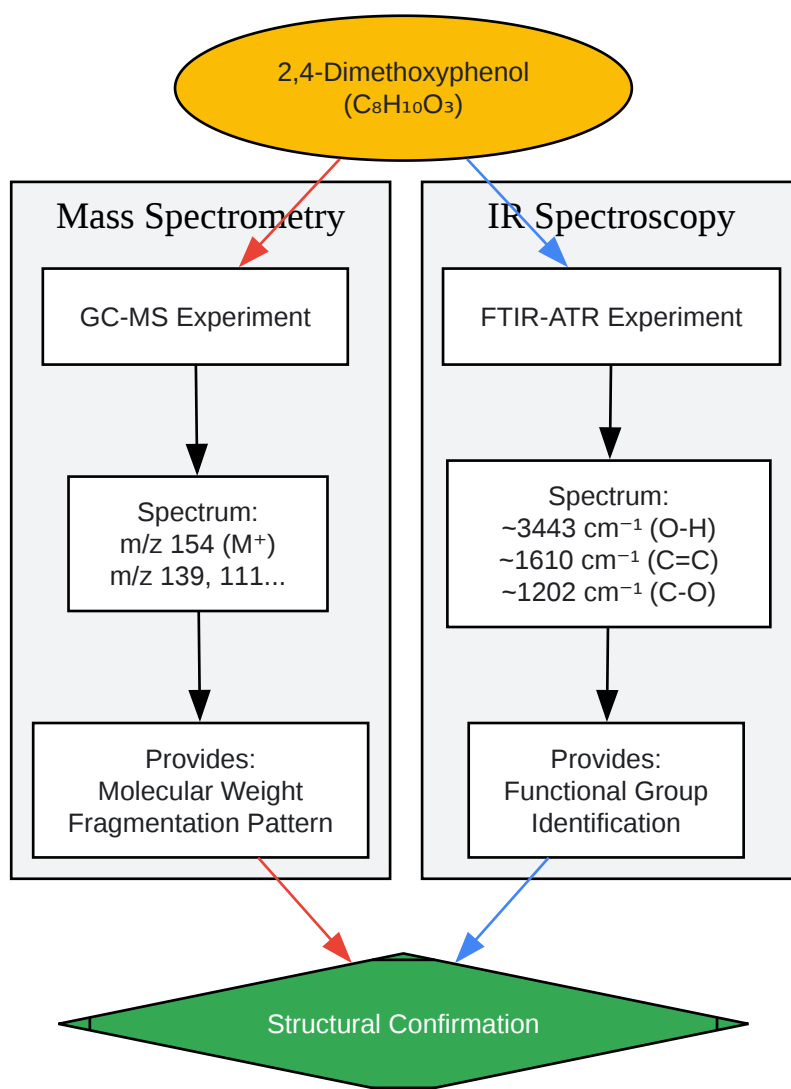 2,4-Dimethoxyphenol
(C₈H₁₀O₃)
Mass Spectrometry
GC-MS Experiment
Spectrum:
m/z 154 (M⁺)
m/z 139, 111...
Provides:
Molecular Weight
Fragmentation Pattern
IR Spectroscopy
FTIR-ATR Experiment
Spectrum:
~3443 cm⁻¹ (O-H)
~1610 cm⁻¹ (C=C)
~1202 cm⁻¹ (C-O)
Provides:
Functional Group
Identification
Structural Confirmation